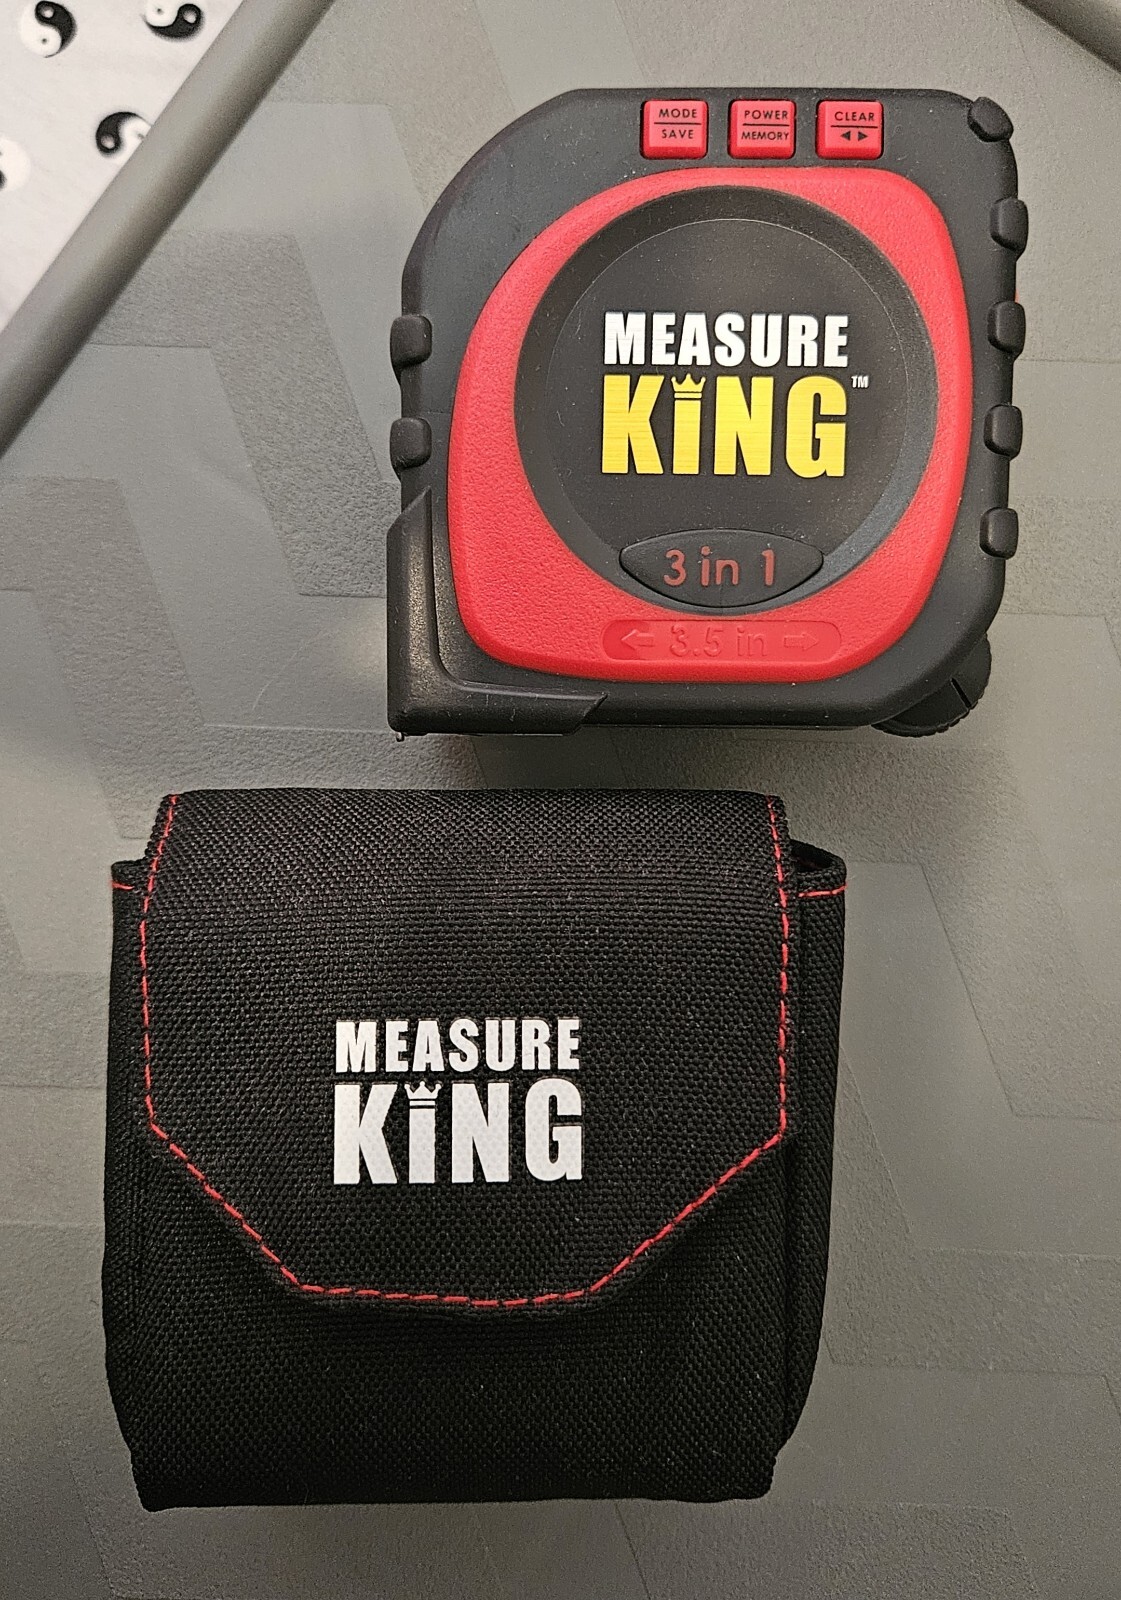 MODE
SAVE
POWER
MEMORY
CLEAR
◄ ►
MEASURE
KING™
3 in 1
← 3.5 in →
MEASURE
KING